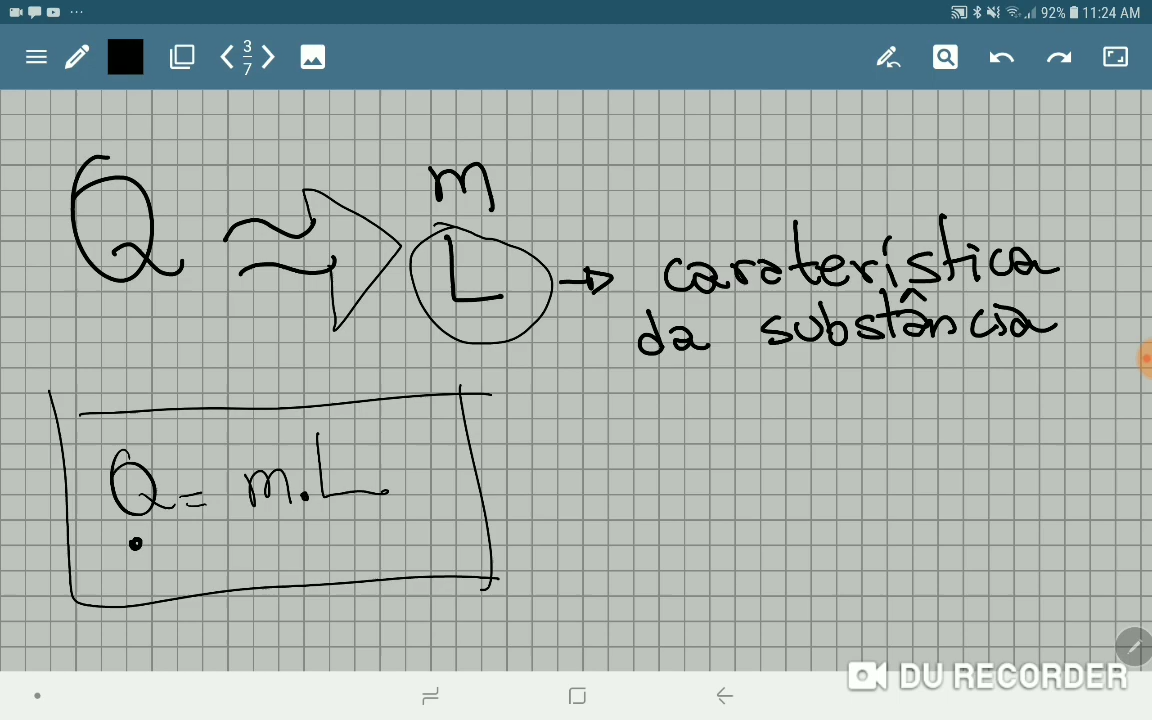 92% 11:24 AM
3
7
Q m
L → caraterística
da substância
Q = m.L
DU RECORDER